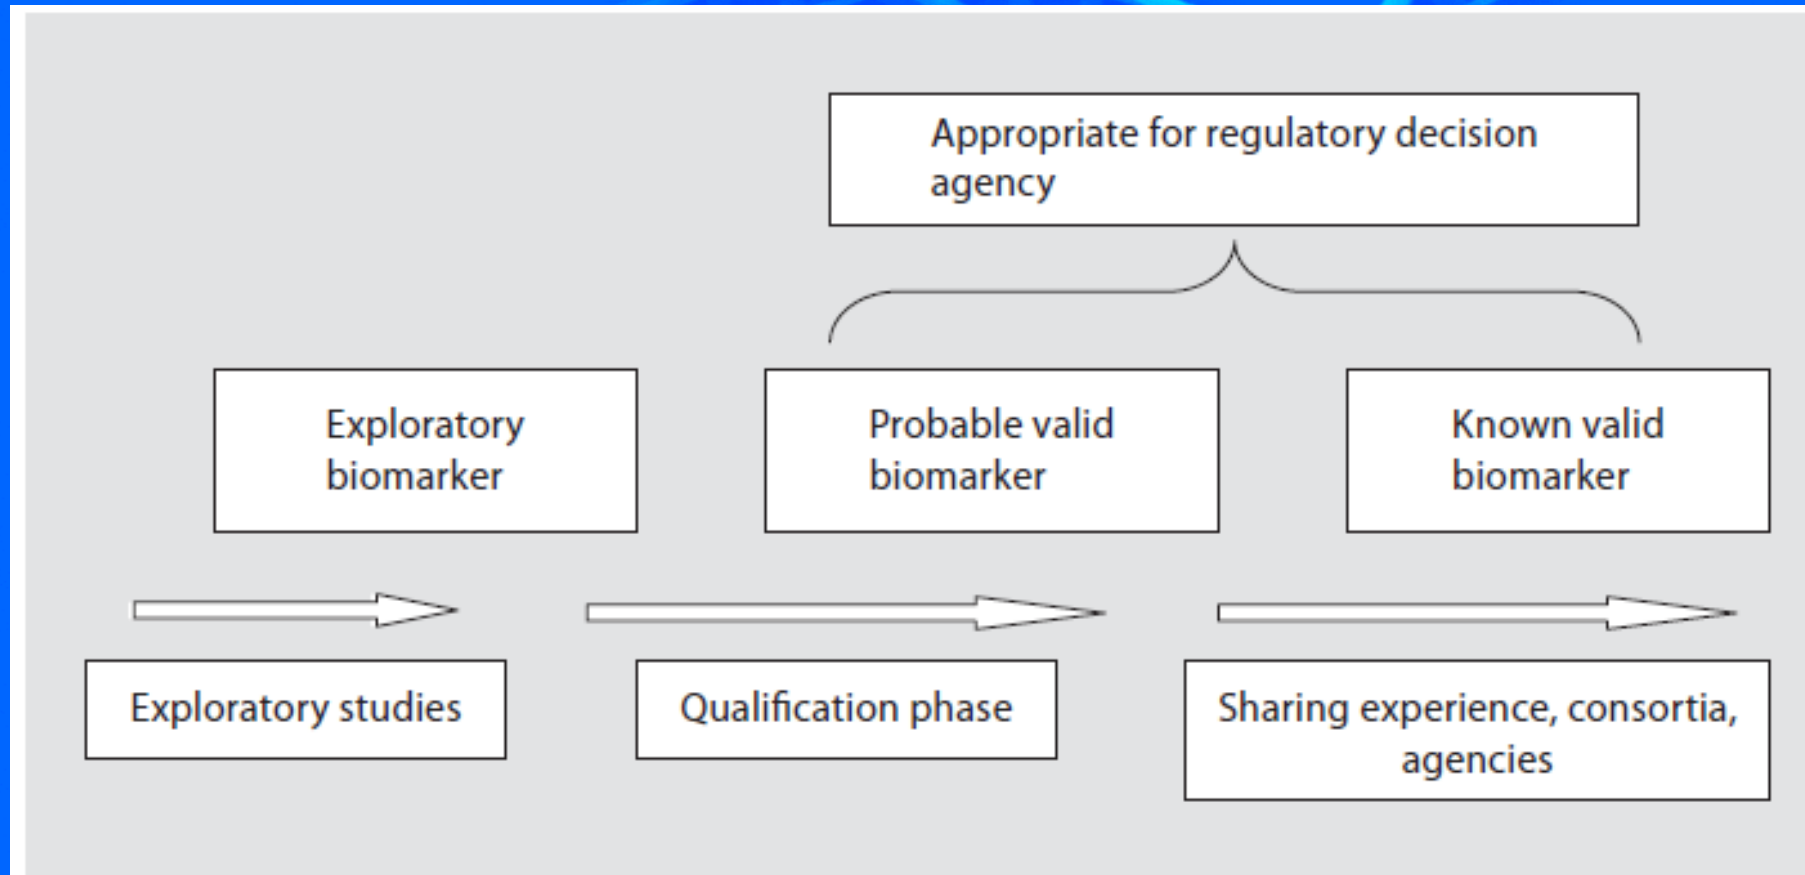 Appropriate for regulatory decision
agency
Exploratory
biomarker
Probable valid
biomarker
Known valid
biomarker
Exploratory studies
Qualification phase
Sharing experience, consortia,
agencies